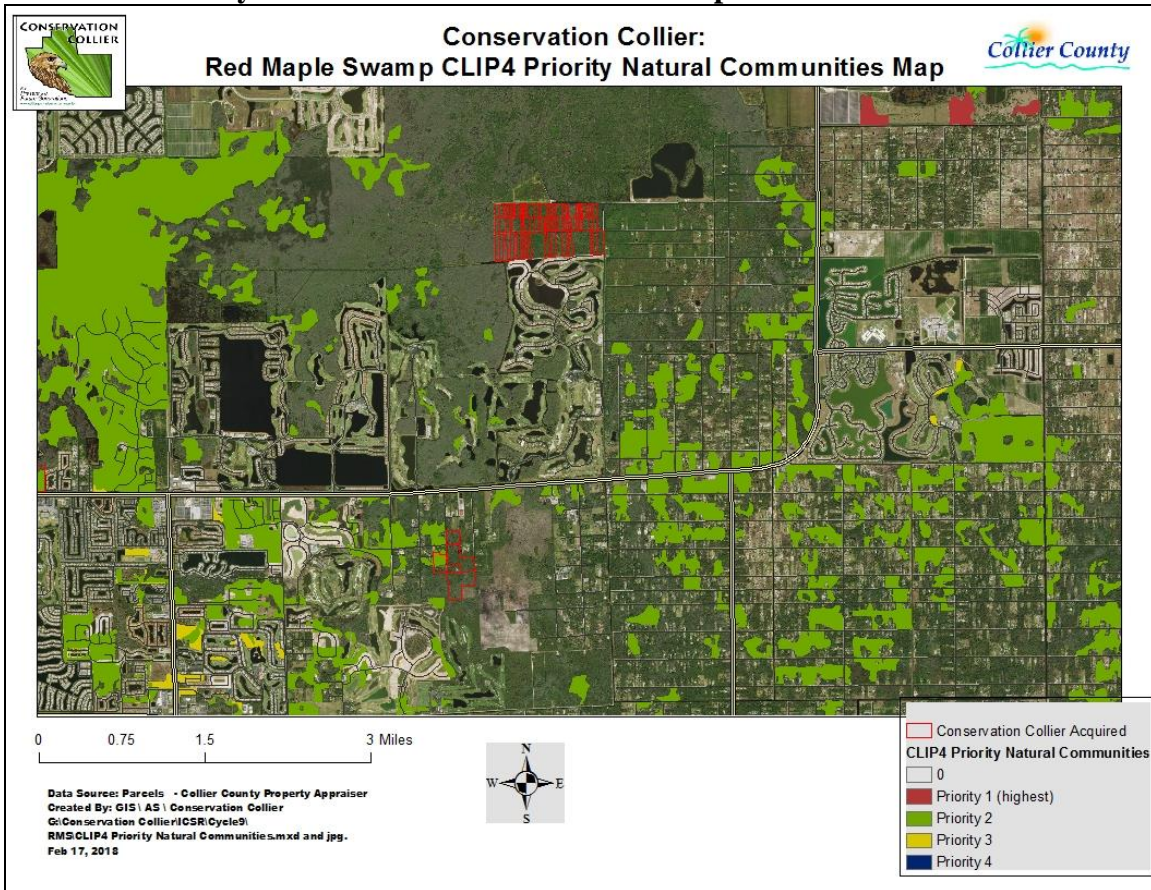 CONSERVATION
COLLIER
Conservation Collier:
Red Maple Swamp CLIP4 Priority Natural Communities Map
Collier County
0 0.75 1.5 3 Miles
N
W E
S
Data Source: Parcels - Collier County Property Appraiser
Created By: GIS \ AS \ Conservation Collier
G:\Conservation Collier\ICSR\Cycle9\
RMS\CLIP4 Priority Natural Communities.mxd and jpg.
Feb 17, 2018
Conservation Collier Acquired
CLIP4 Priority Natural Communities
0
Priority 1 (highest)
Priority 2
Priority 3
Priority 4